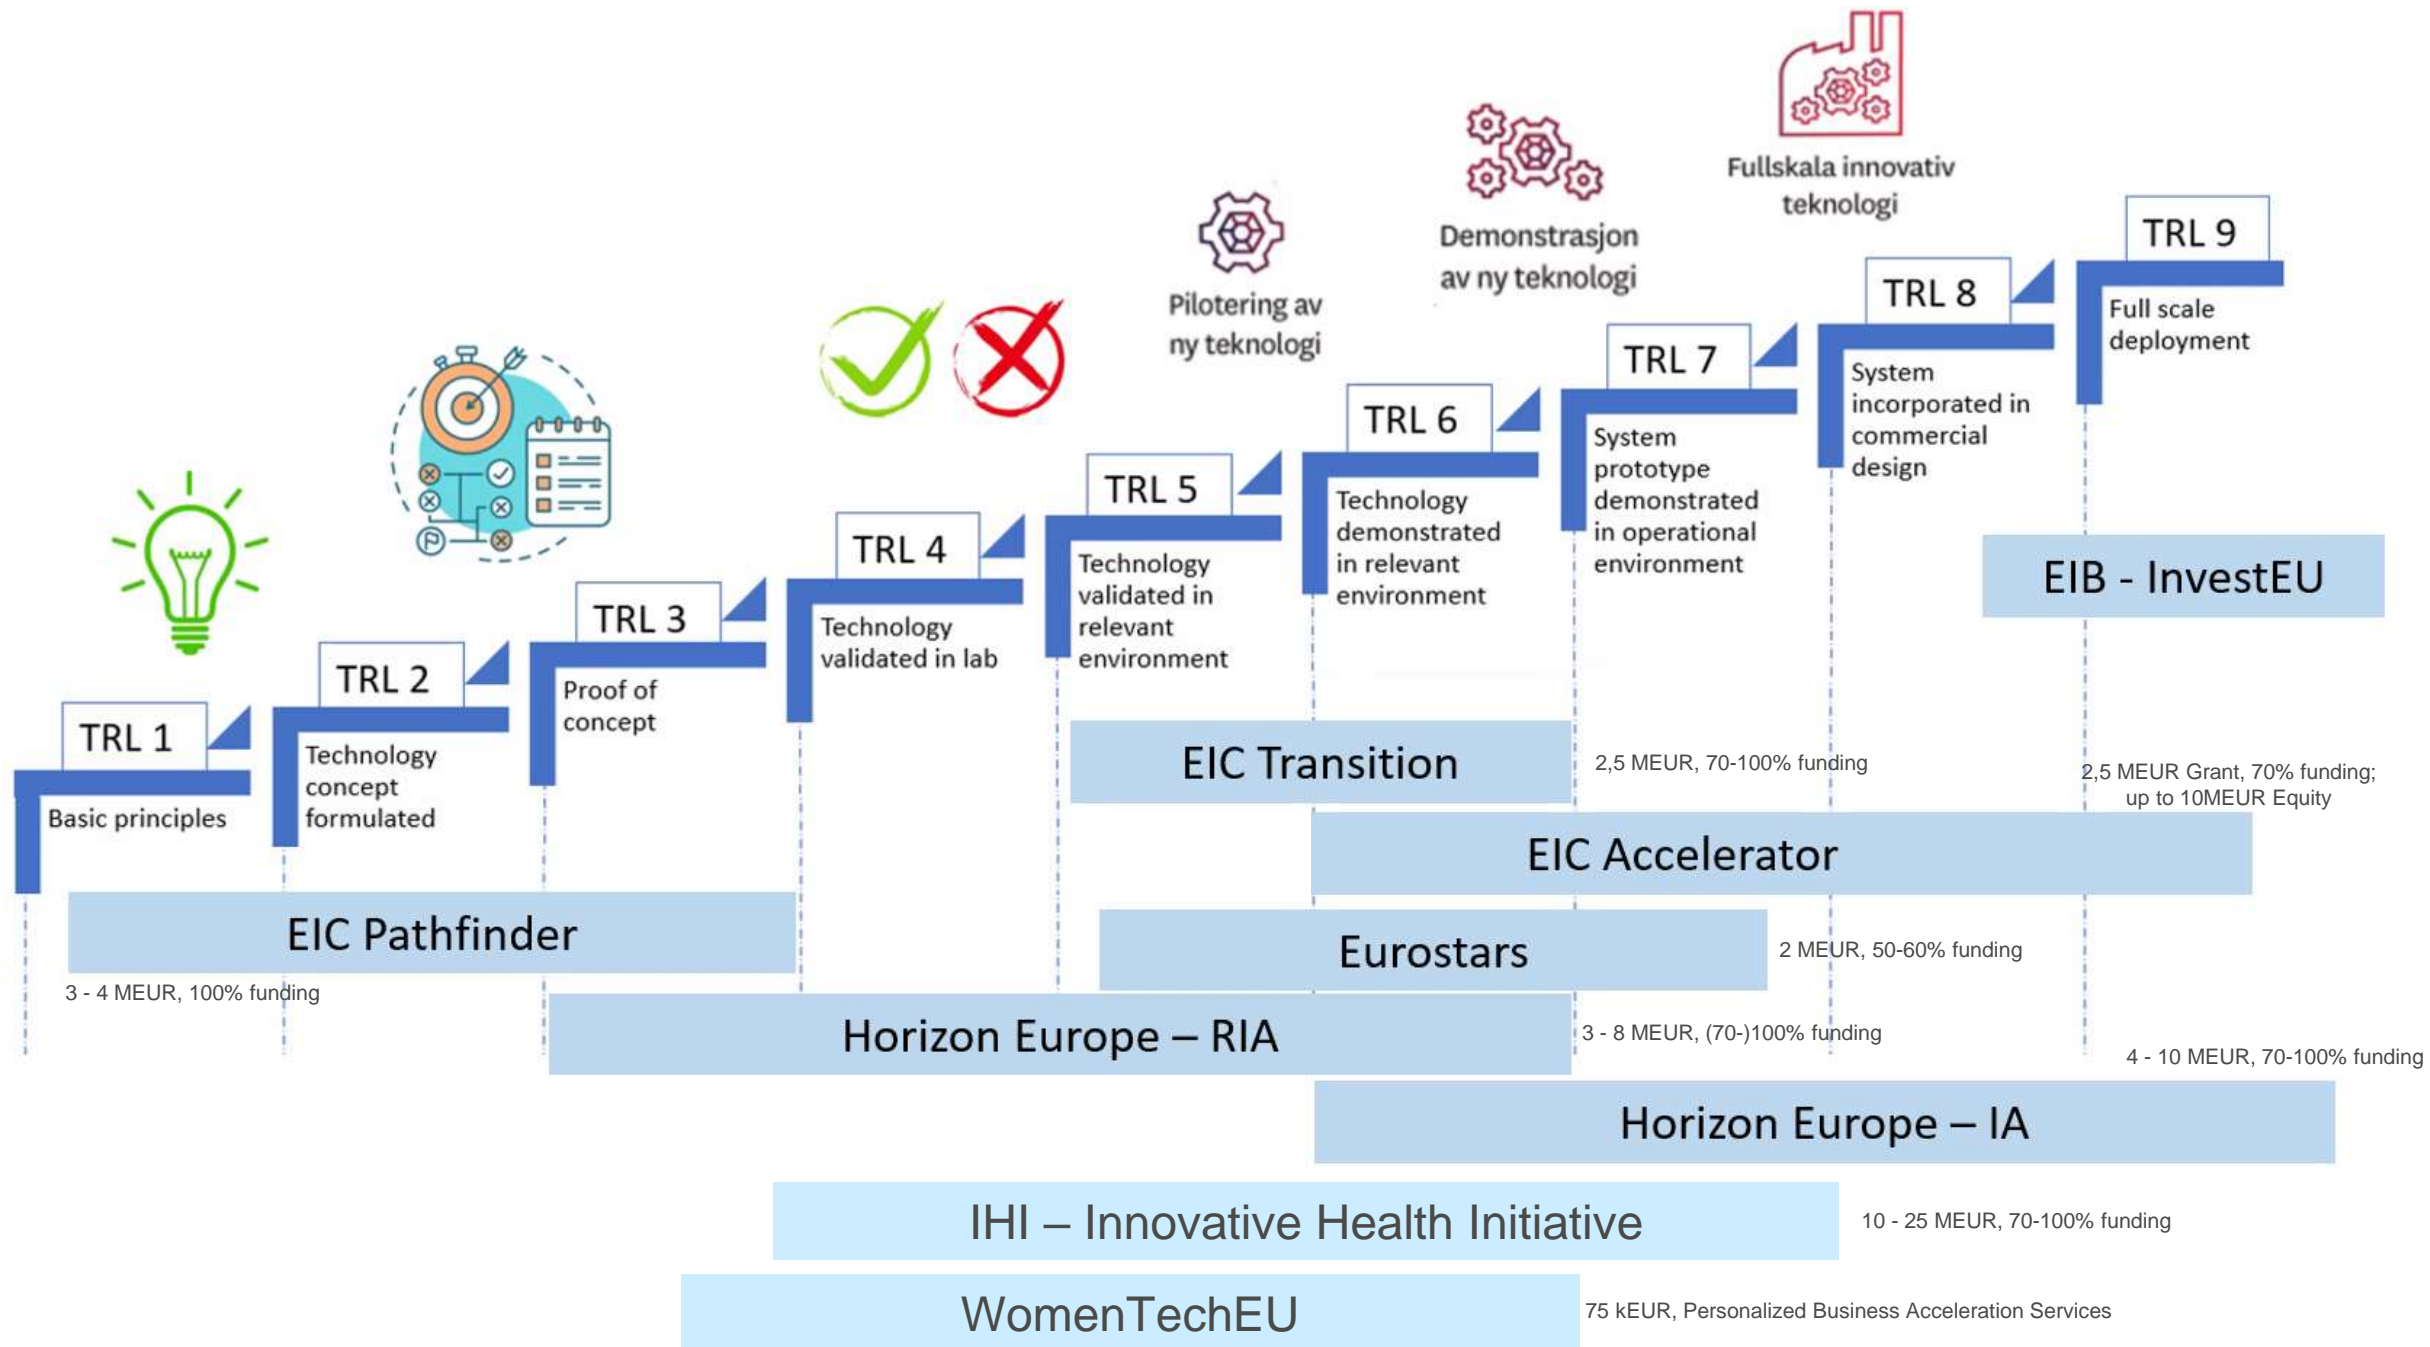 Fullskala innovativ
teknologi
Demonstrasjon
av ny teknologi
Pilotering av
ny teknologi
TRL 1
Basic principles
TRL 2
Technology
concept
formulated
TRL 3
Proof of
concept
TRL 4
Technology
validated in lab
TRL 5
Technology
validated in
relevant
environment
TRL 6
Technology
demonstrated
in relevant
environment
TRL 7
System
prototype
demonstrated
in operational
environment
TRL 8
System
incorporated in
commercial
design
TRL 9
Full scale
deployment
EIB - InvestEU
EIC Transition
2,5 MEUR, 70-100% funding
2,5 MEUR Grant, 70% funding;
up to 10MEUR Equity
EIC Accelerator
EIC Pathfinder
3 - 4 MEUR, 100% funding
Eurostars
2 MEUR, 50-60% funding
Horizon Europe – RIA
3 - 8 MEUR, (70-)100% funding
4 - 10 MEUR, 70-100% funding
Horizon Europe – IA
IHI – Innovative Health Initiative
10 - 25 MEUR, 70-100% funding
WomenTechEU
75 kEUR, Personalized Business Acceleration Services